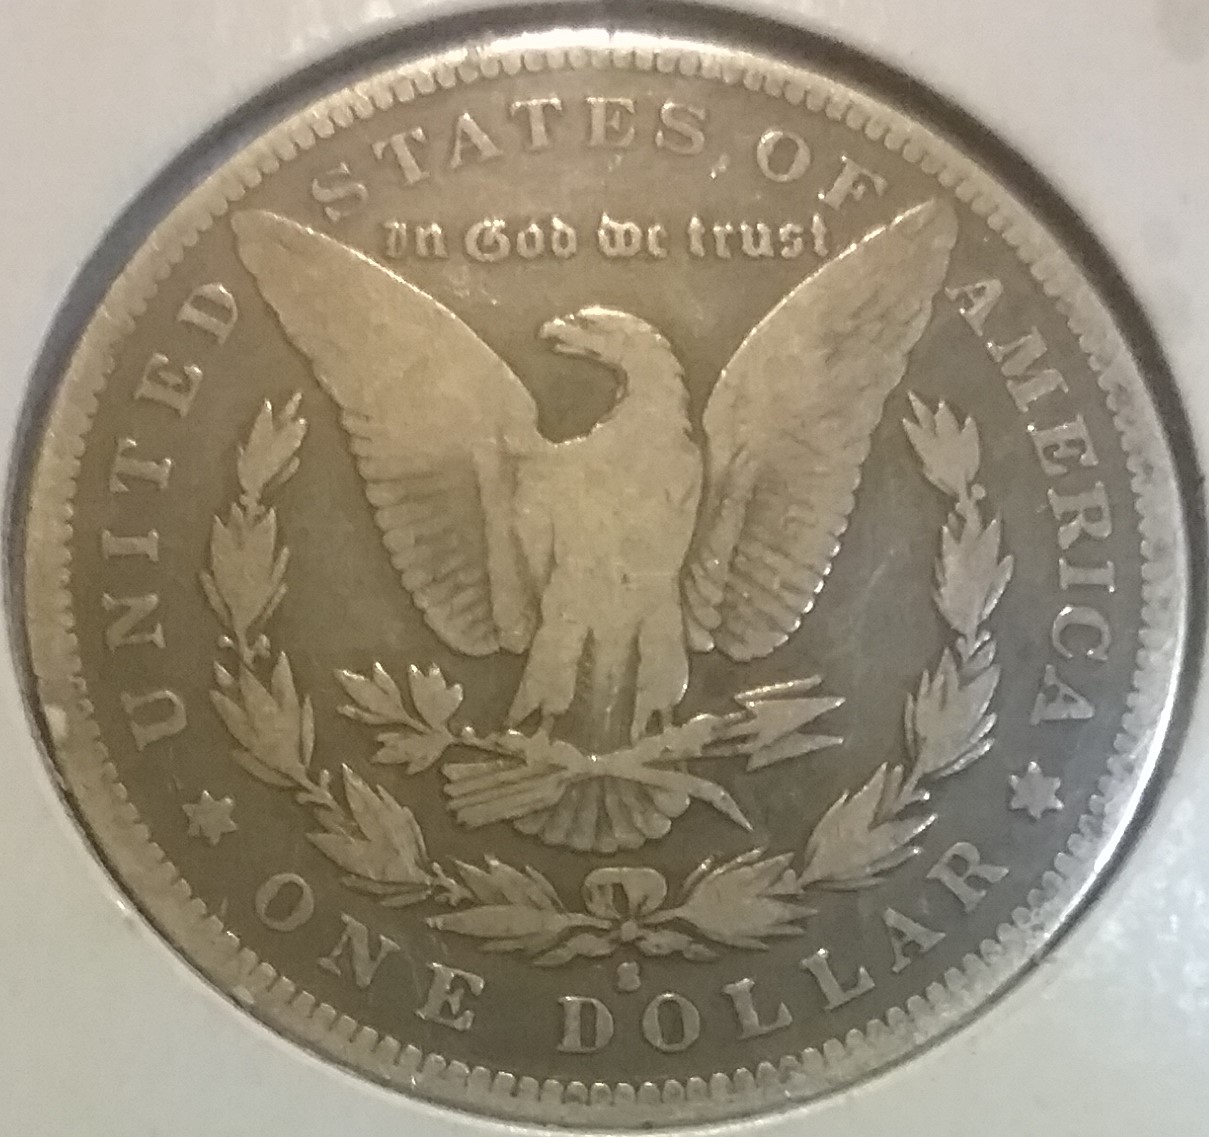 UNITED STATES OF AMERICA
In God we trust
S
ONE DOLLAR